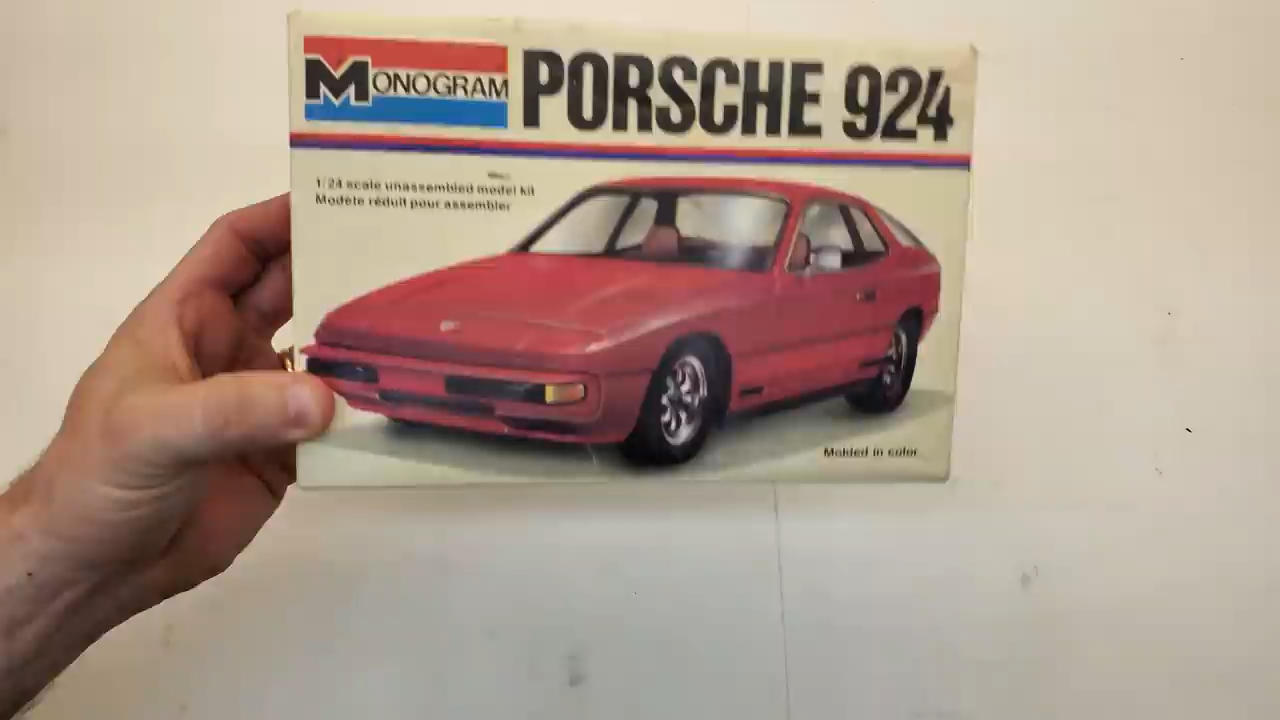 MONOGRAM
PORSCHE 924
1/24 scale unassembled model kit
Modèle réduit pour assembler
Molded in color